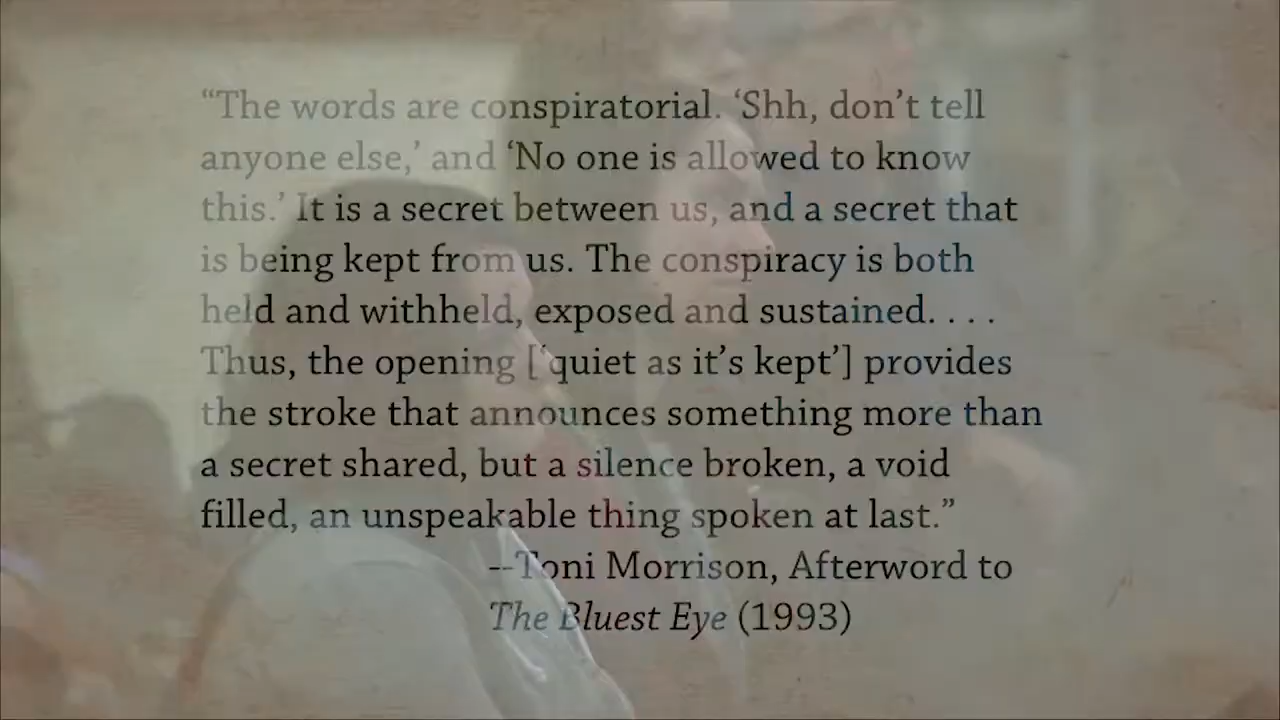 “The words are conspiratorial. ‘Shh, don’t tell
anyone else,’ and ‘No one is allowed to know
this.’ It is a secret between us, and a secret that
is being kept from us. The conspiracy is both
held and withheld, exposed and sustained. . . .
Thus, the opening [‘quiet as it’s kept’] provides
the stroke that announces something more than
a secret shared, but a silence broken, a void
filled, an unspeakable thing spoken at last.”
--Toni Morrison, Afterword to
The Bluest Eye (1993)